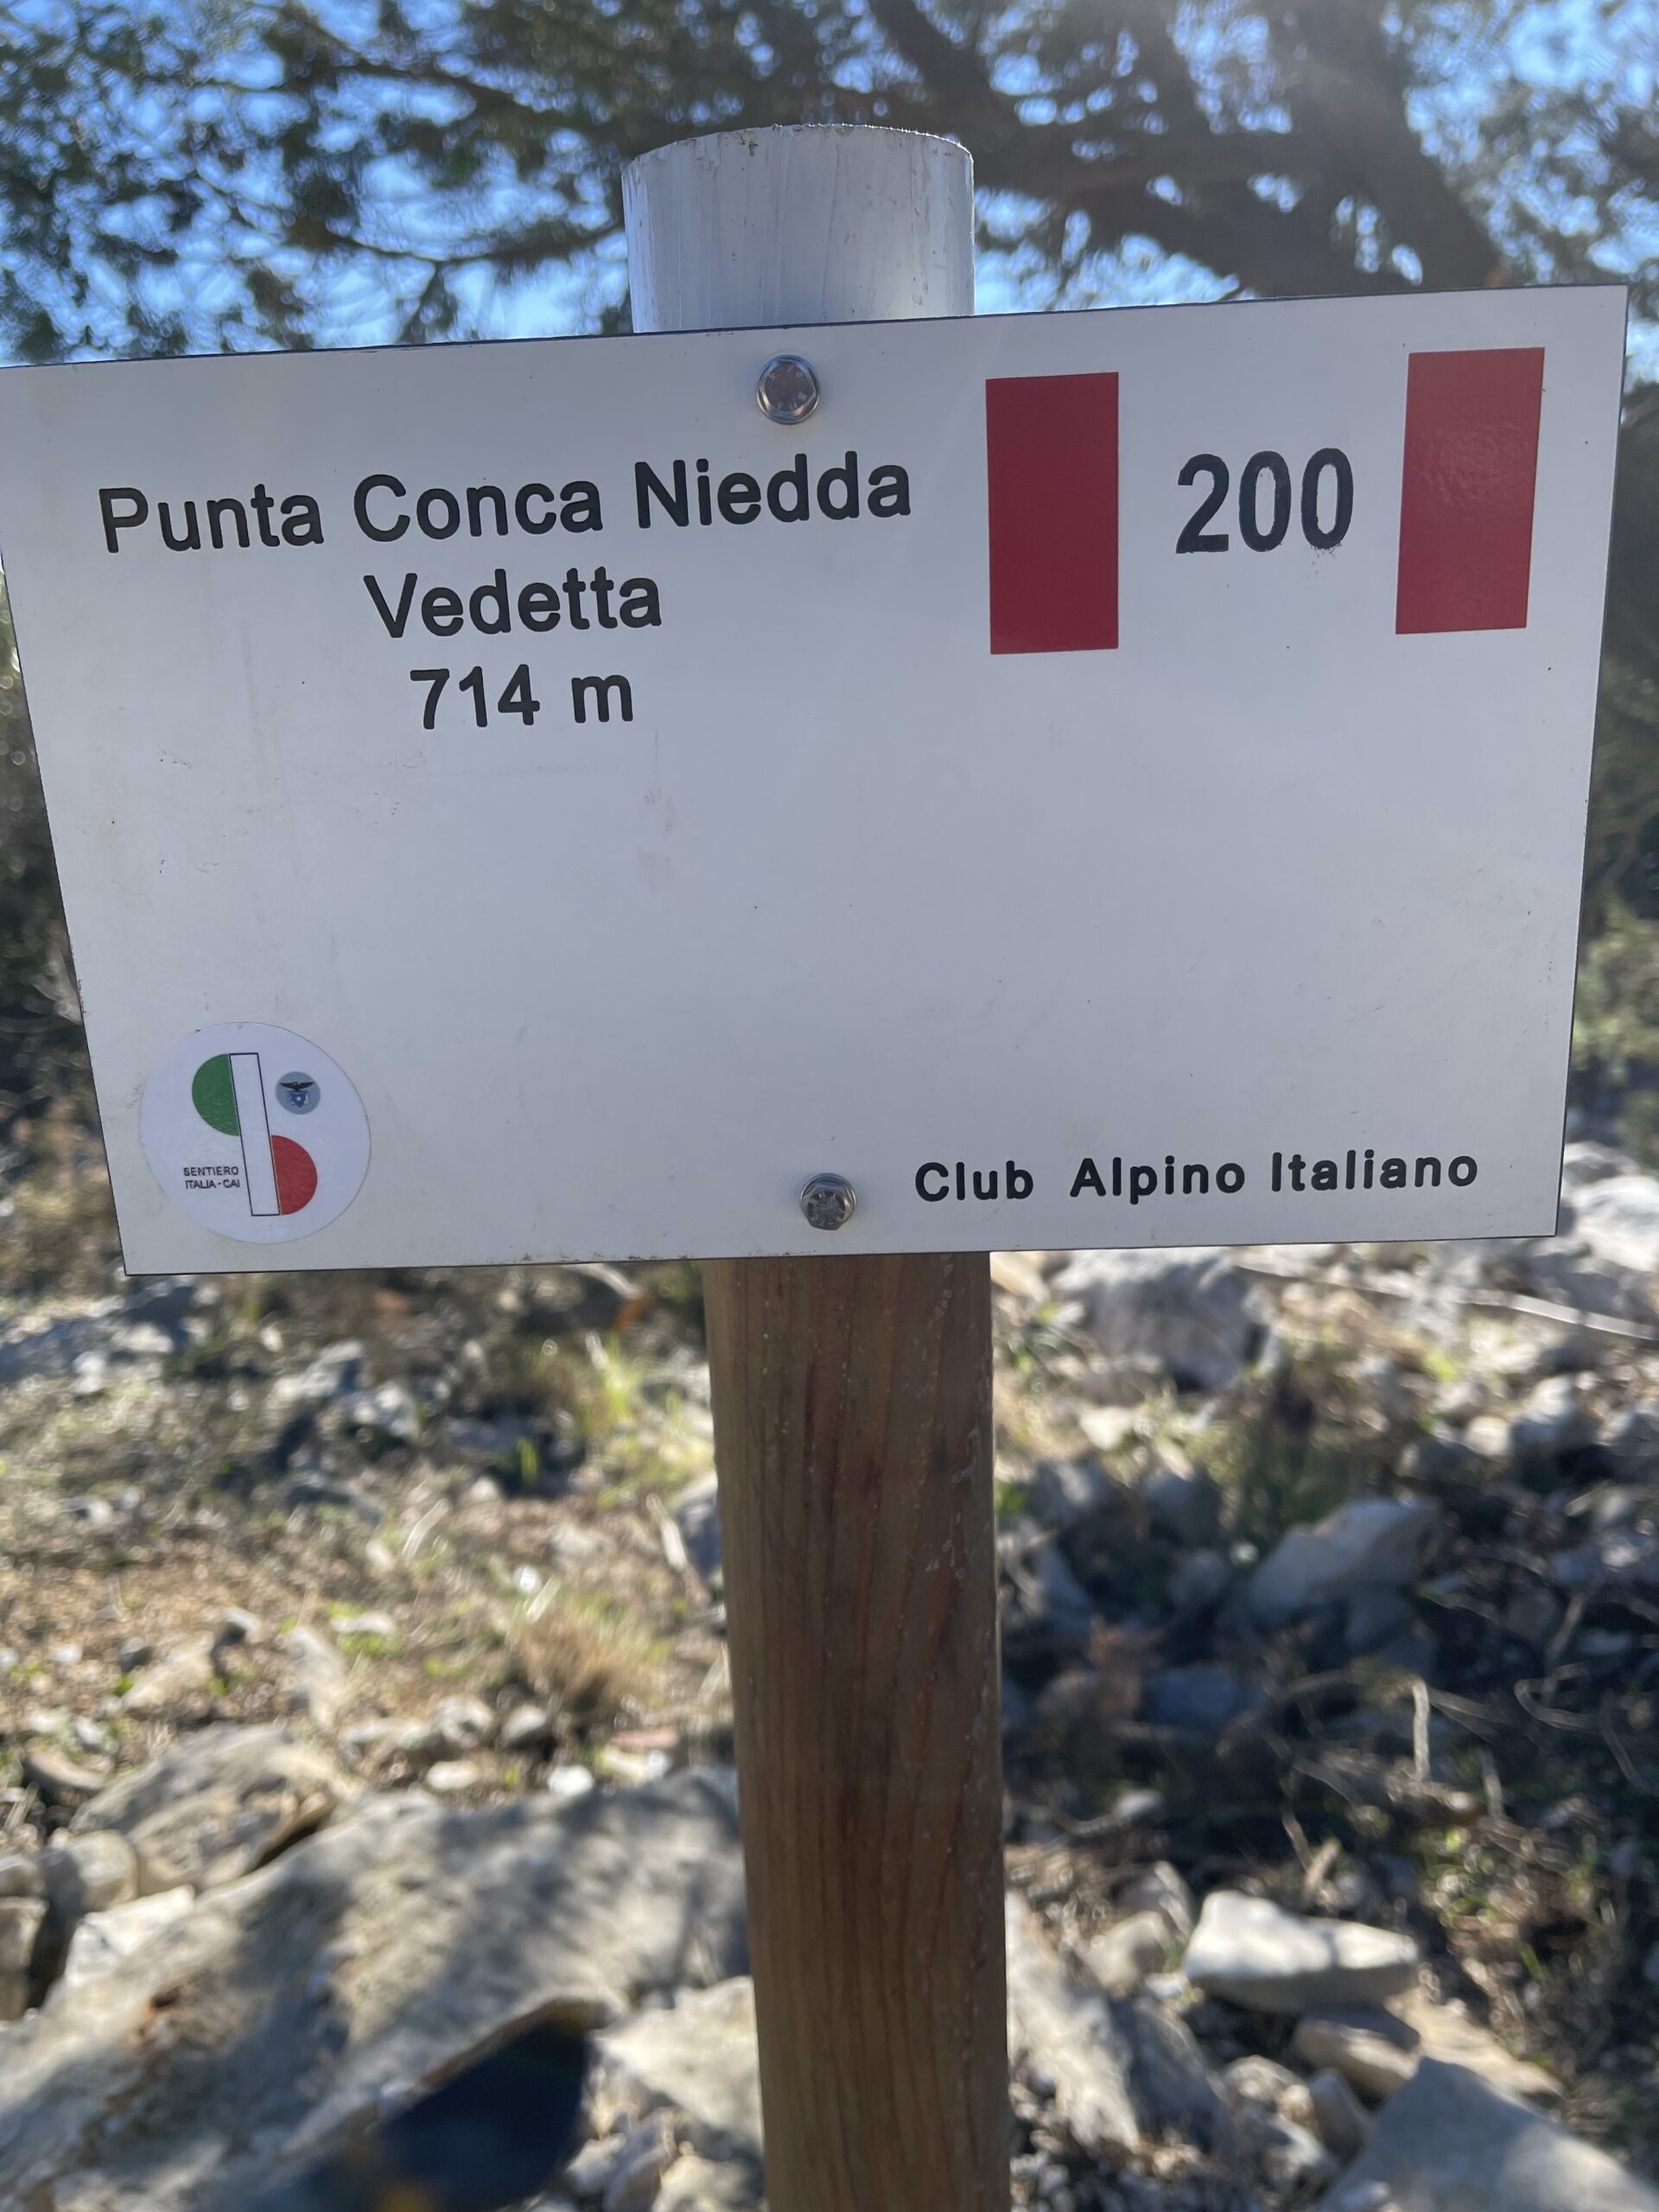 Punta Conca Niedda
Vedetta
714 m
200
SENTIERO
ITALIA - CAI
Club Alpino Italiano